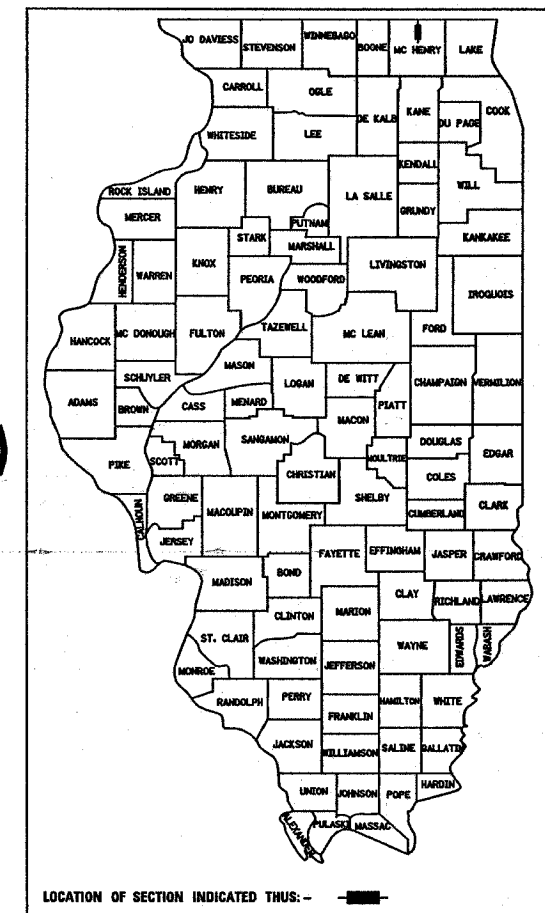 JO DAVIESS
STEVENSON
WINNEBAGO
BOONE
MC HENRY
LAKE
CARROLL
OGLE
DE KALB
KANE
COOK
DU PAGE
WHITESIDE
LEE
KENDALL
WILL
ROCK ISLAND
HENRY
BUREAU
LA SALLE
GRUNDY
MERCER
PUTNAM
STARK
MARSHALL
KANKAKEE
HENDERSON
WARREN
KNOX
PEORIA
WOODFORD
LIVINGSTON
IROQUOIS
HANCOCK
MC DONOUGH
FULTON
TAZEWELL
MC LEAN
FORD
MASON
SCHUYLER
LOGAN
DE WITT
CHAMPAIGN
VERMILION
ADAMS
BROWN
CASS
MENARD
PIATT
MACON
MORGAN
SANGAMON
DOUGLAS
EDGAR
PIKE
SCOTT
CHRISTIAN
MOULTRIE
COLES
GREENE
MACOUPIN
MONTGOMERY
SHELBY
CUMBERLAND
CLARK
CALHOUN
JERSEY
FAYETTE
EFFINGHAM
JASPER
CRAWFORD
MADISON
BOND
CLAY
RICHLAND
LAWRENCE
CLINTON
MARION
ST. CLAIR
WAYNE
EDWARDS
WABASH
WASHINGTON
JEFFERSON
MONROE
RANDOLPH
PERRY
HAMILTON
WHITE
FRANKLIN
JACKSON
WILLIAMSON
SALINE
GALLATIN
UNION
JOHNSON
POPE
HARDIN
ALEXANDER
PULASKI
MASSAC
LOCATION OF SECTION INDICATED THUS: -